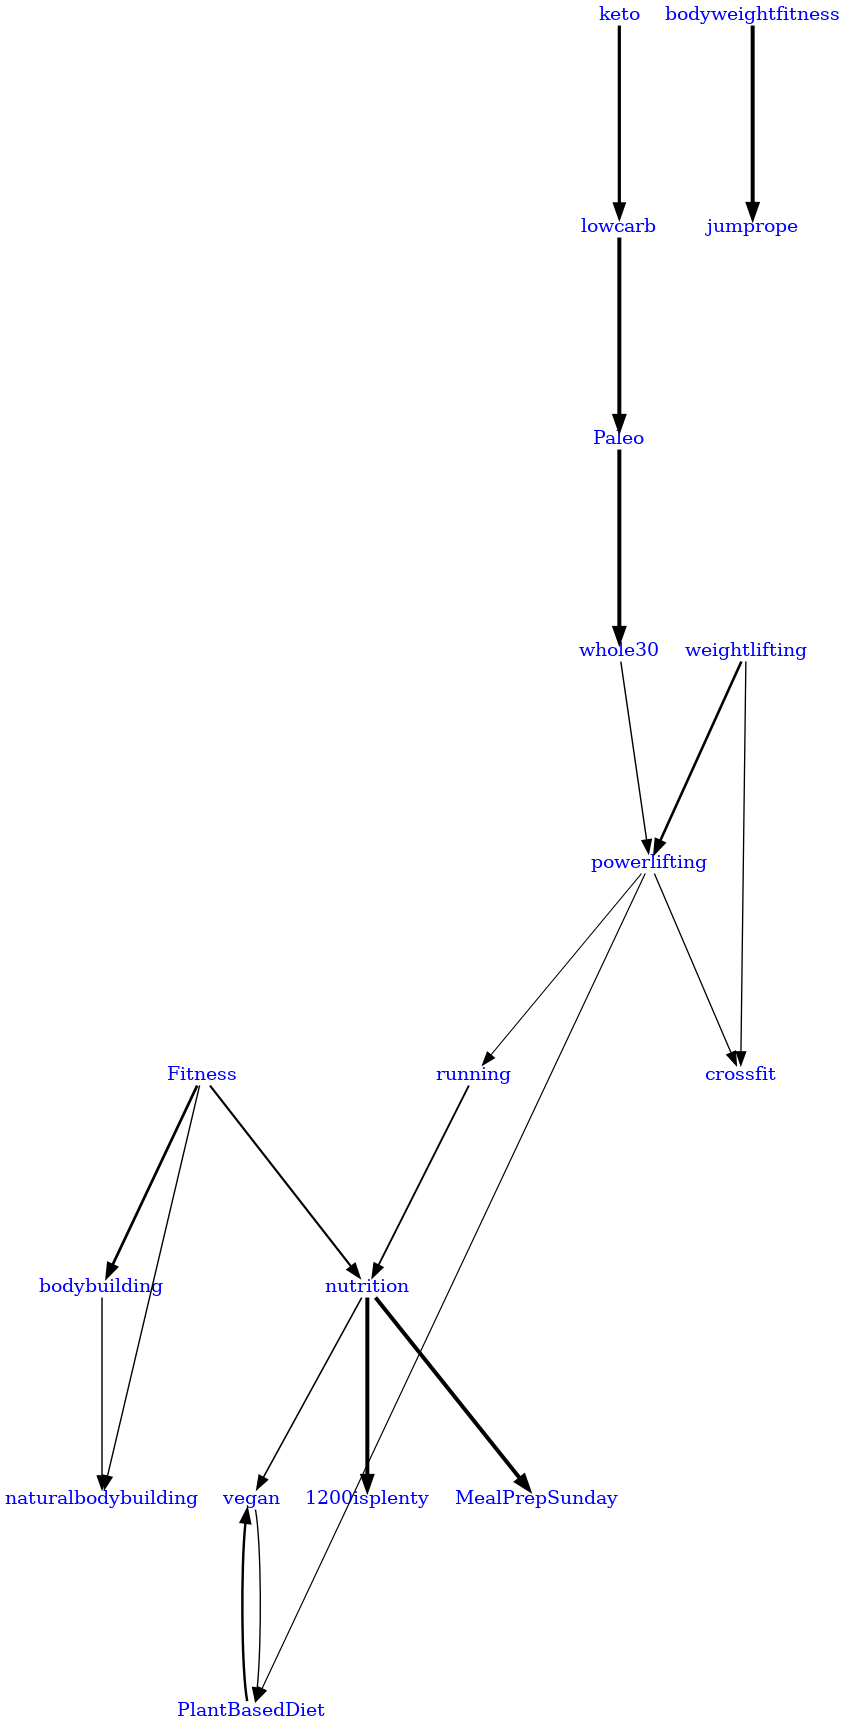 keto
bodyweightfitness
lowcarb
jumprope
Paleo
whole30
weightlifting
powerlifting
Fitness
running
crossfit
bodybuilding
nutrition
naturalbodybuilding
vegan
1200isplenty
MealPrepSunday
PlantBasedDiet